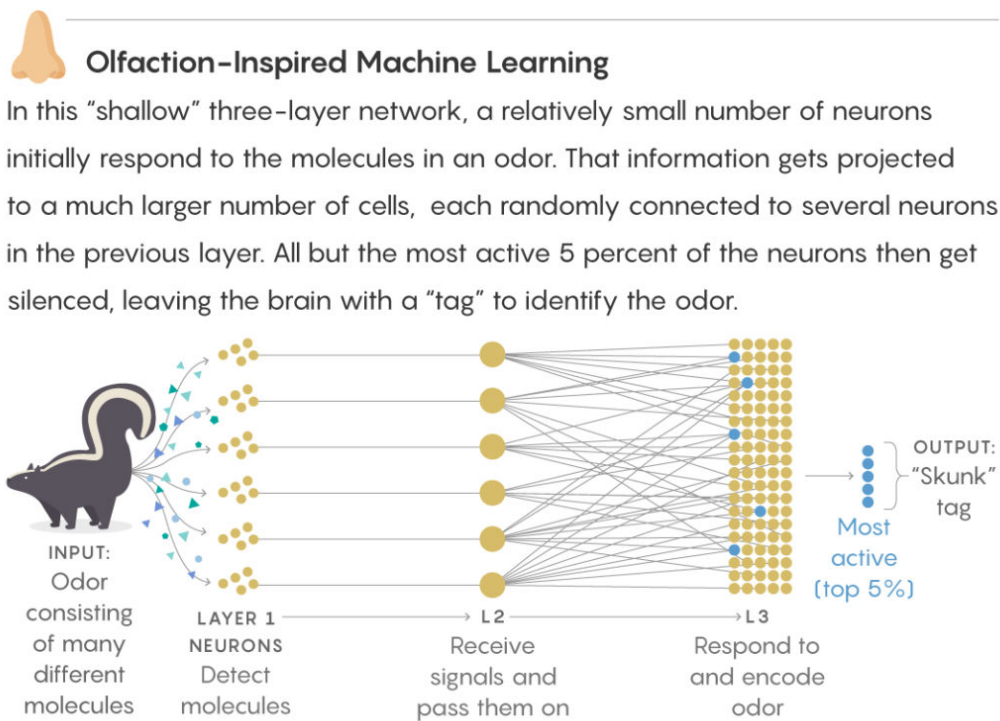 Olfaction-Inspired Machine Learning
In this “shallow” three-layer network, a relatively small number of neurons
initially respond to the molecules in an odor. That information gets projected
to a much larger number of cells, each randomly connected to several neurons
in the previous layer. All but the most active 5 percent of the neurons then get
silenced, leaving the brain with a “tag” to identify the odor.
INPUT:
Odor
consisting
of many
different
molecules
LAYER 1
NEURONS
Detect
molecules
L2
Receive
signals and
pass them on
L3
Respond to
and encode
odor
Most
active
(top 5%)
OUTPUT:
“Skunk”
tag